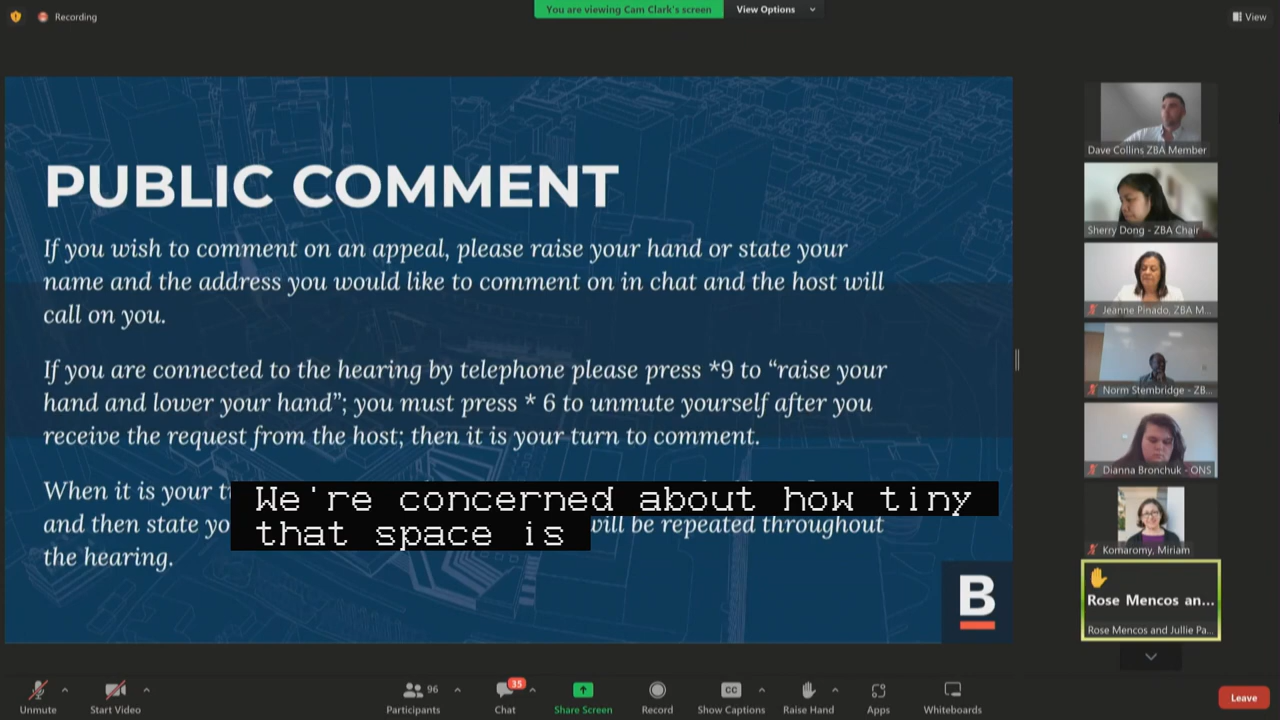 Recording
You are viewing Cam Clark's screen
View Options
View
PUBLIC COMMENT
If you wish to comment on an appeal, please raise your hand or state your
name and the address you would like to comment on in chat and the host will
call on you.
If you are connected to the hearing by telephone please press *9 to “raise your
hand and lower your hand”; you must press * 6 to unmute yourself after you
receive the request from the host; then it is your turn to comment.
When it is your
and then state will be repeated throughout
the hearing.
We're concerned about how tiny
that space is
B
Dave Collins ZBA Member
Sherry Dong - ZBA Chair
Jeanne Pinado, ZBA M...
Norm Stembridge - ZB...
Dianna Bronchuk - ONS
Komaromy, Miriam
Rose Mencos an...
Rose Mencos and Jullie Pa...
Unmute
Start Video
96
Participants
35
Chat
Share Screen
Record
CC
Show Captions
Raise Hand
Apps
Whiteboards
Leave